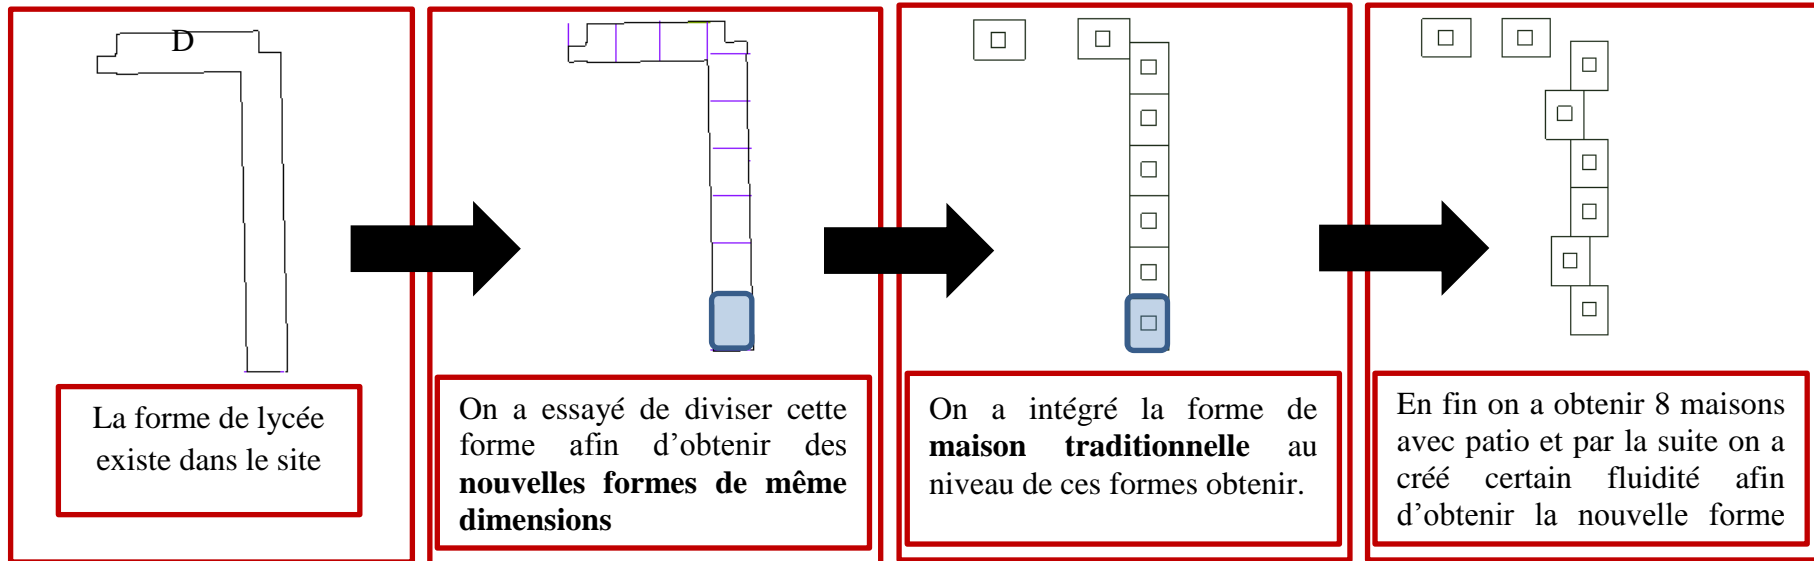 D
La forme de lycée
existe dans le site
On a essayé de diviser cette
forme afin d’obtenir des
nouvelles formes de même
dimensions
On a intégré la forme de
maison traditionnelle au
niveau de ces formes obtenir.
En fin on a obtenir 8 maisons
avec patio et par la suite on a
créé certain fluidité afin
d’obtenir la nouvelle forme